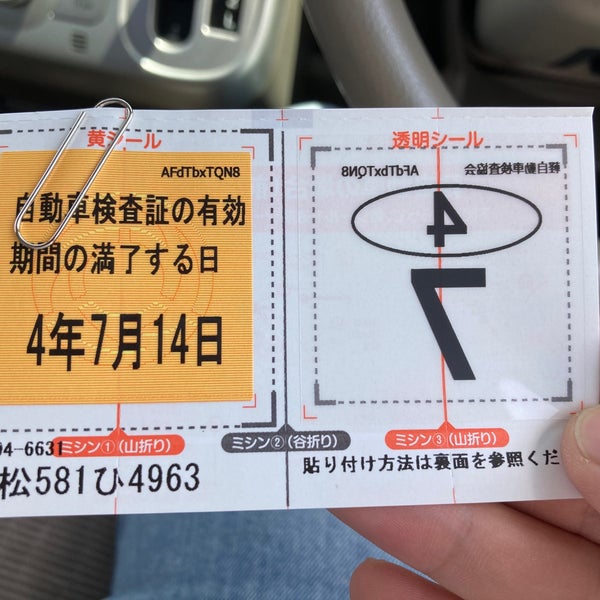 黄シール
AFdTbxTQN8
自動車検査証の有効
期間の満了する日
4年7月14日
ミシン①(山折り)
94-6631
松581ひ4963
ミシン②(谷折り)
透明シール
軽自動車検査協会
AFdTbxTQN8
4
7
ミシン③(山折り)
貼り付け方法は裏面を参照くだ